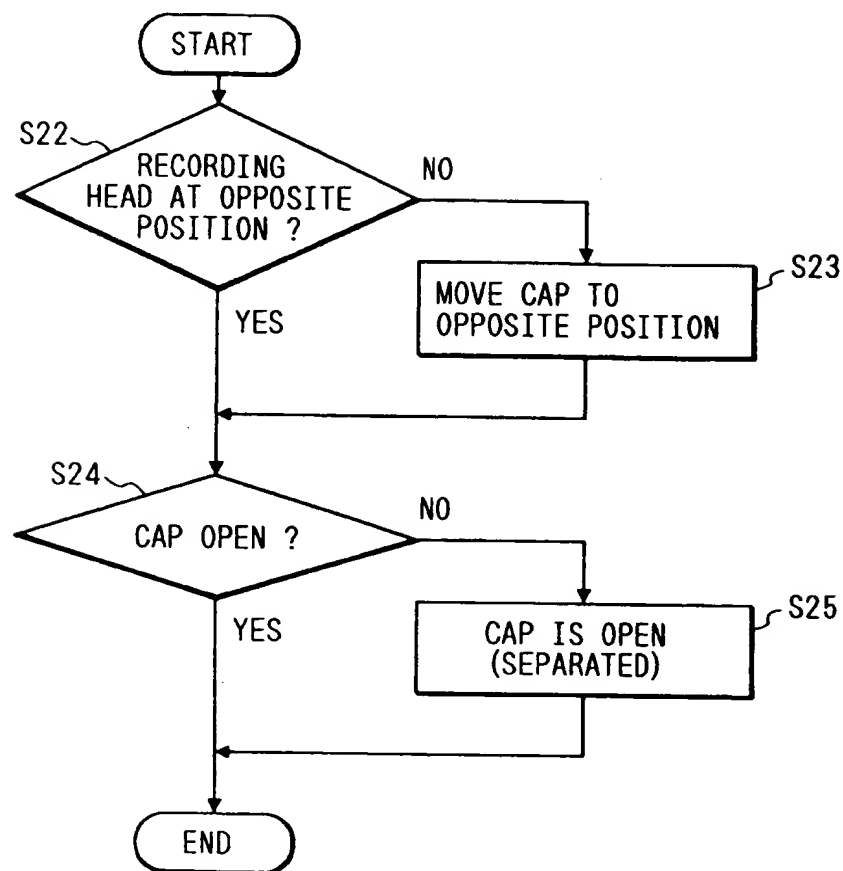 START
S22
RECORDING
HEAD AT OPPOSITE
POSITION ?
NO
S23
MOVE CAP TO
OPPOSITE POSITION
YES
S24
CAP OPEN ?
NO
S25
CAP IS OPEN
(SEPARATED)
YES
END